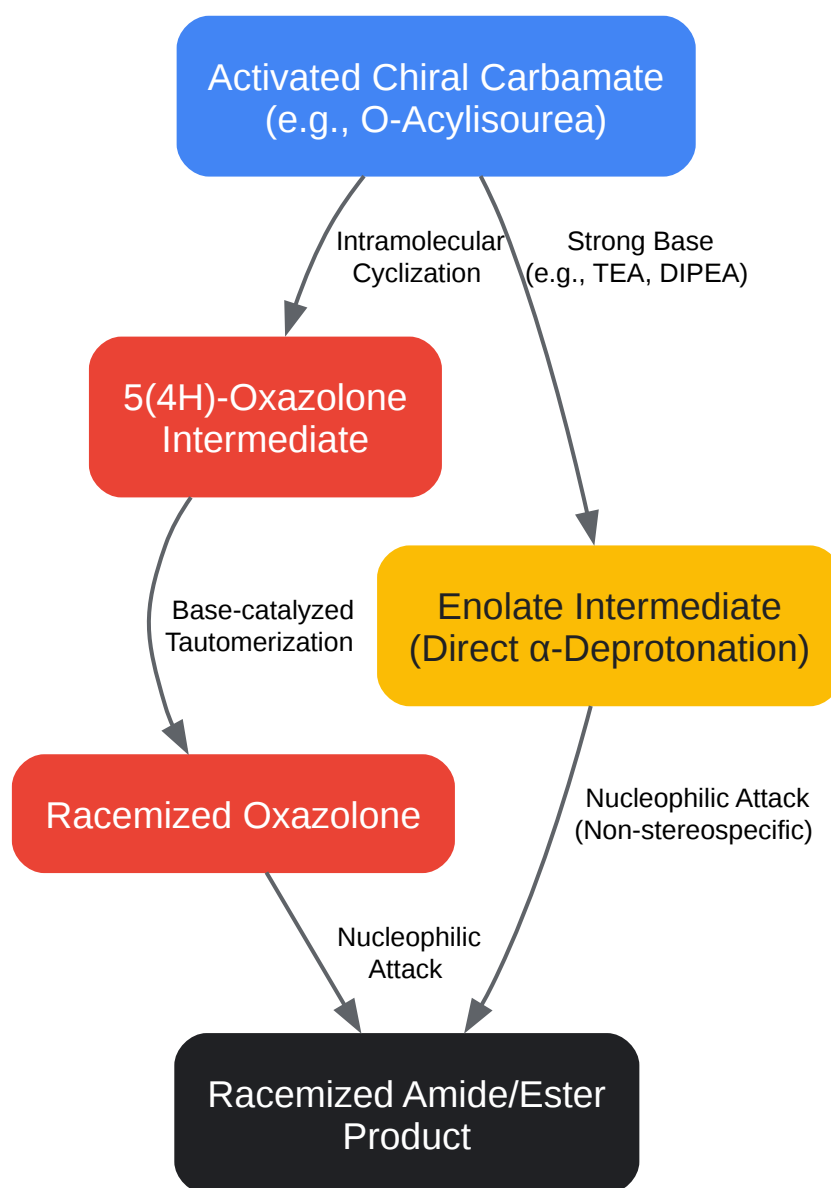 Activated Chiral Carbamate
(e.g., O-Acylisourea)
Intramolecular
Cyclization
Strong Base
(e.g., TEA, DIPEA)
5(4H)-Oxazolone
Intermediate
Base-catalyzed
Tautomerization
Enolate Intermediate
(Direct α-Deprotonation)
Racemized Oxazolone
Nucleophilic Attack
(Non-stereospecific)
Nucleophilic
Attack
Racemized Amide/Ester
Product